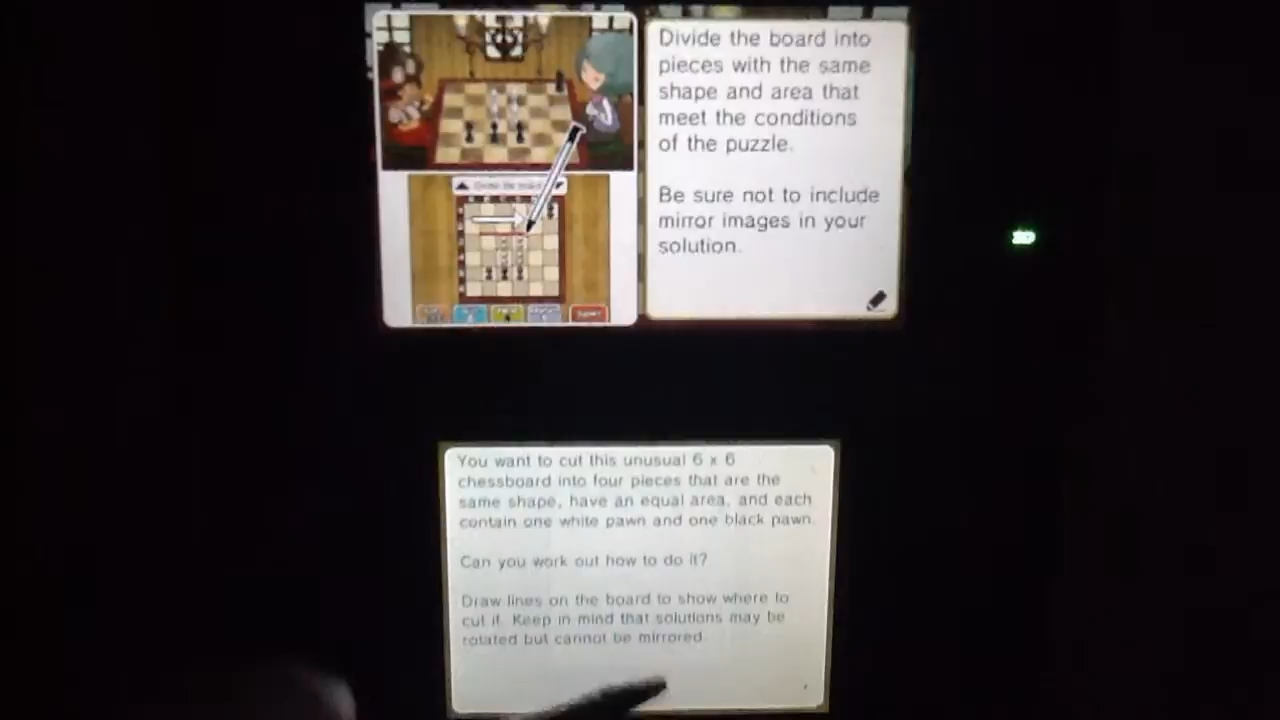 Divide the board into
pieces with the same
shape and area that
meet the conditions
of the puzzle.
Be sure not to include
mirror images in your
solution.
You want to cut this unusual 6 x 6
chessboard into four pieces that are the
same shape, have an equal area, and each
contain one white pawn and one black pawn.
Can you work out how to do it?
Draw lines on the board to show where to
cut it. Keep in mind that solutions may be
rotated but cannot be mirrored.